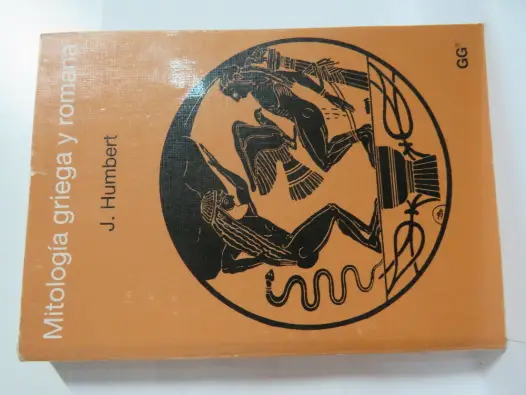 Mitología griega y romana
J. Humbert
GG®